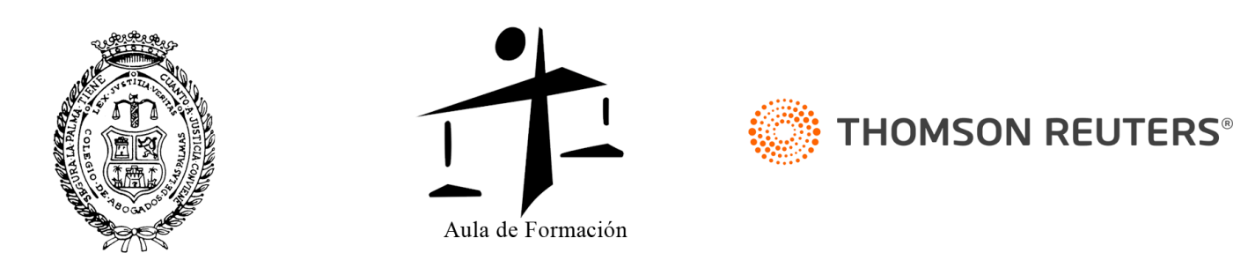 SEGURA LA PALMA TIENE CUANTO A JUSTICIA CONVIENE
LEX·JVSTITIA·VERITAS
COLEGIO·DE·ABOGADOS·DE·LAS PALMAS
Aula de Formación
THOMSON REUTERS®